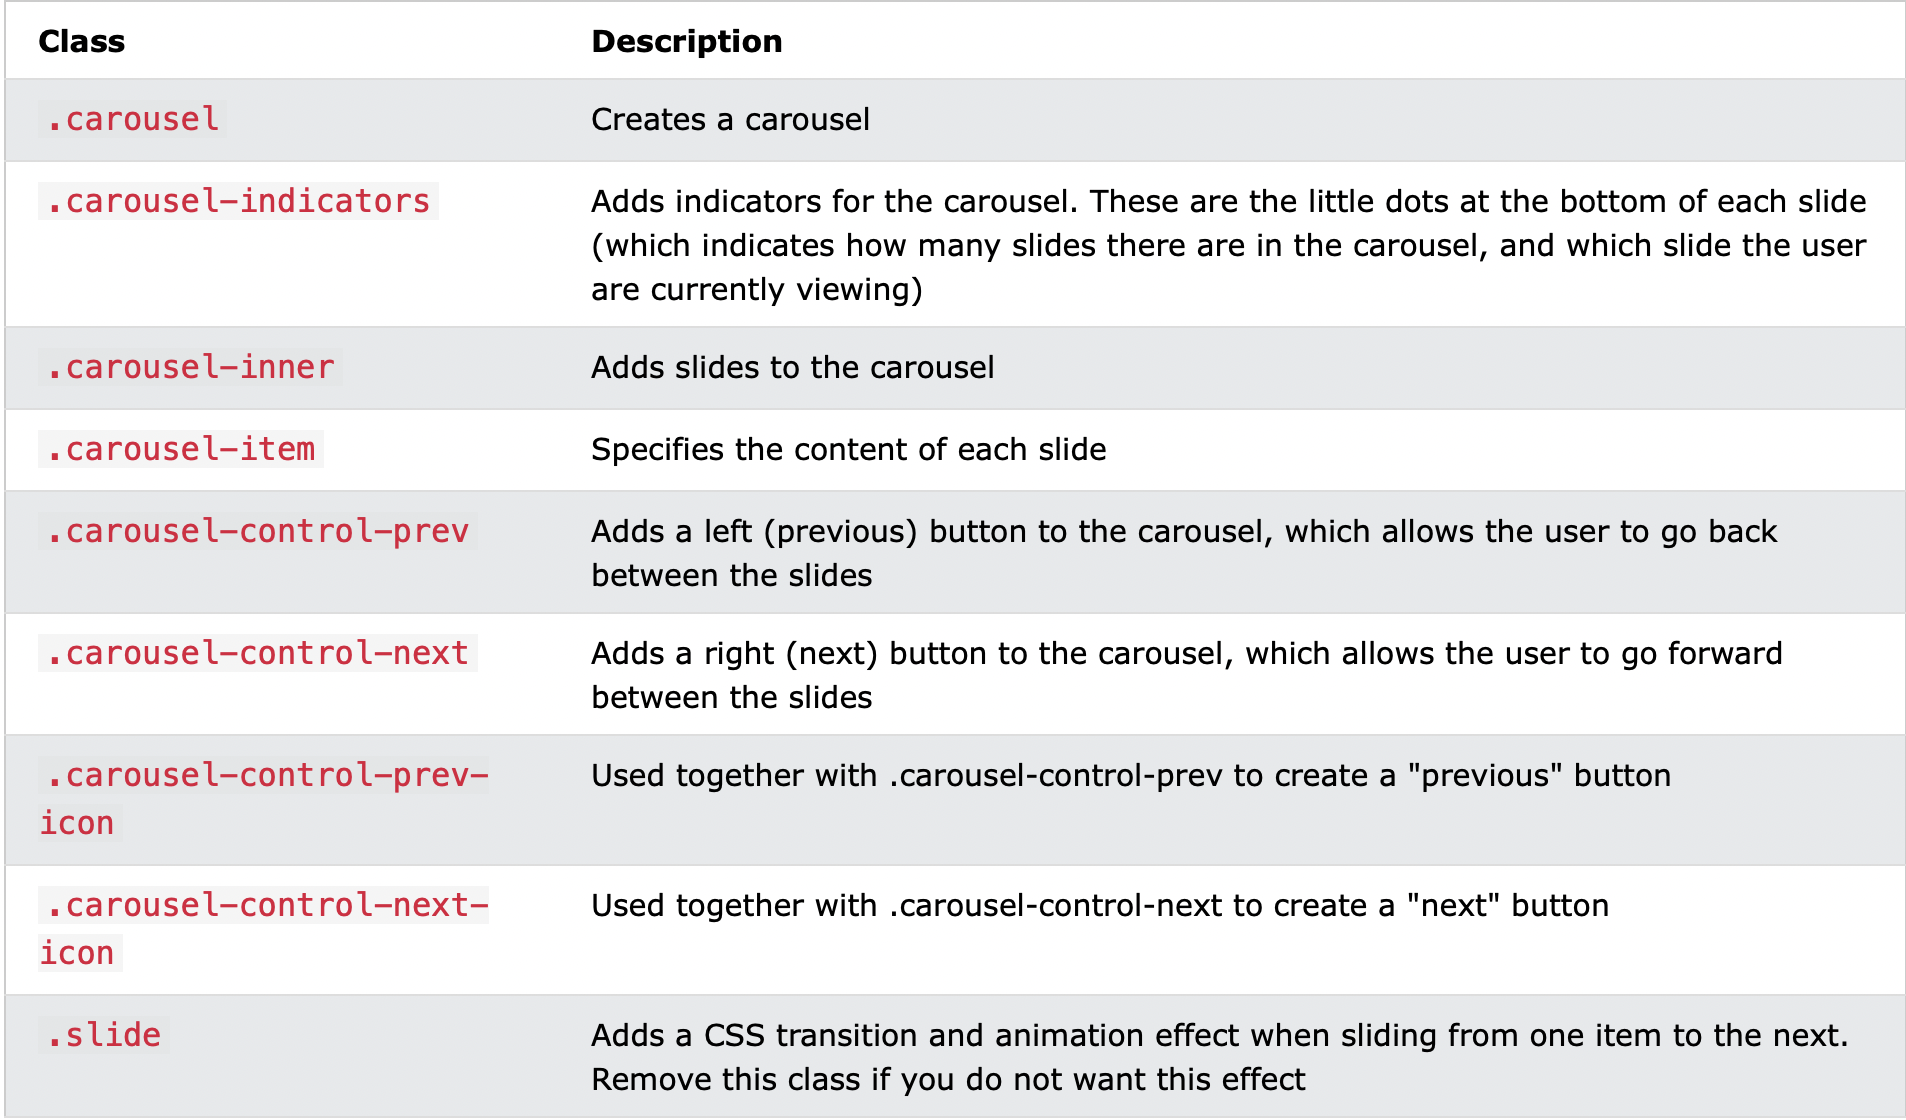 Class Description
.carousel Creates a carousel
.carousel-indicators Adds indicators for the carousel. These are the little dots at the bottom of each slide
(which indicates how many slides there are in the carousel, and which slide the user
are currently viewing)
.carousel-inner Adds slides to the carousel
.carousel-item Specifies the content of each slide
.carousel-control-prev Adds a left (previous) button to the carousel, which allows the user to go back
between the slides
.carousel-control-next Adds a right (next) button to the carousel, which allows the user to go forward
between the slides
.carousel-control-prev- Used together with .carousel-control-prev to create a "previous" button
icon
.carousel-control-next- Used together with .carousel-control-next to create a "next" button
icon
.slide Adds a CSS transition and animation effect when sliding from one item to the next.
Remove this class if you do not want this effect